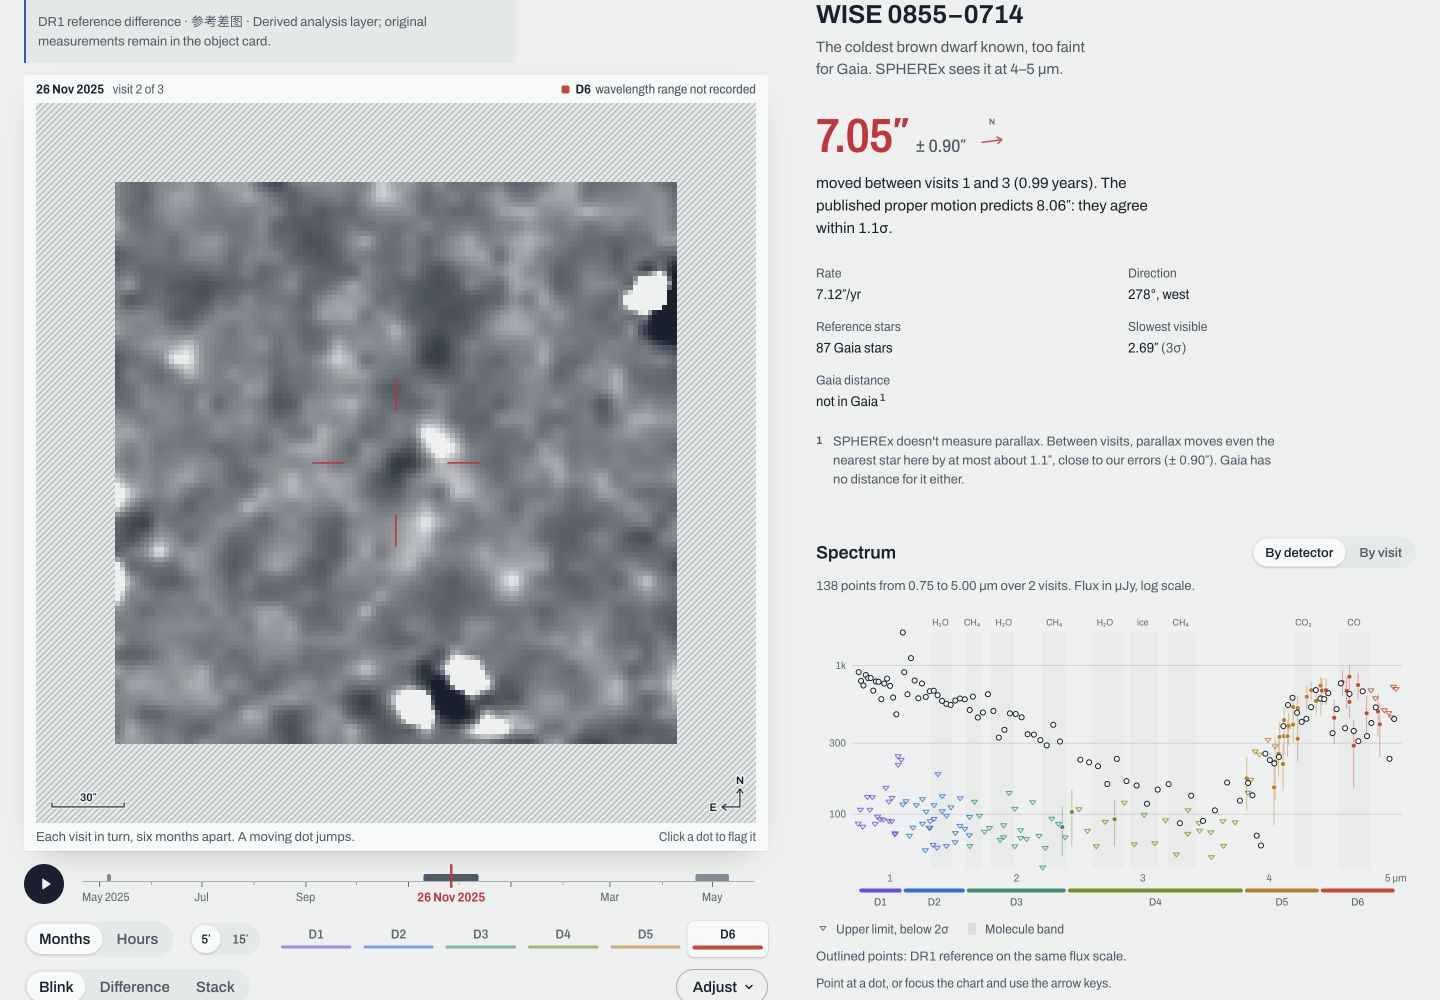 DR1 reference difference · 参考差图 · Derived analysis layer; original
measurements remain in the object card.
26 Nov 2025 visit 2 of 3
D6 wavelength range not recorded
30″
N
E
Each visit in turn, six months apart. A moving dot jumps.
Click a dot to flag it
May 2025
Jul
Sep
26 Nov 2025
Mar
May
Months
Hours
5′
15′
D1
D2
D3
D4
D5
D6
Blink
Difference
Stack
Adjust
WISE 0855−0714
The coldest brown dwarf known, too faint
for Gaia. SPHEREx sees it at 4–5 µm.
7.05″ ± 0.90″
N
moved between visits 1 and 3 (0.99 years). The
published proper motion predicts 8.06″: they agree
within 1.1σ.
Rate
7.12″/yr
Direction
278°, west
Reference stars
87 Gaia stars
Slowest visible
2.69″ (3σ)
Gaia distance
not in Gaia 1
1 SPHEREx doesn't measure parallax. Between visits, parallax moves even the
nearest star here by at most about 1.1″, close to our errors (± 0.90″). Gaia has
no distance for it either.
Spectrum
By detector
By visit
138 points from 0.75 to 5.00 µm over 2 visits. Flux in µJy, log scale.
H₂O
CH₄
H₂O
CH₄
H₂O
ice
CH₄
CO₂
CO
1k
300
100
1
2
3
4
5 µm
D1
D2
D3
D4
D5
D6
Upper limit, below 2σ
Molecule band
Outlined points: DR1 reference on the same flux scale.
Point at a dot, or focus the chart and use the arrow keys.